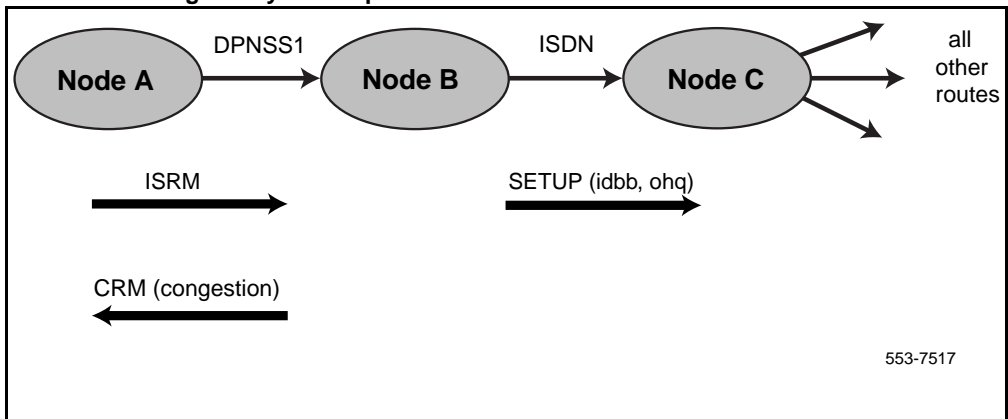 DPNSS1
ISDN
Node A
Node B
Node C
all
other
routes
ISRM
SETUP (idbb, ohq)
CRM (congestion)
553-7517